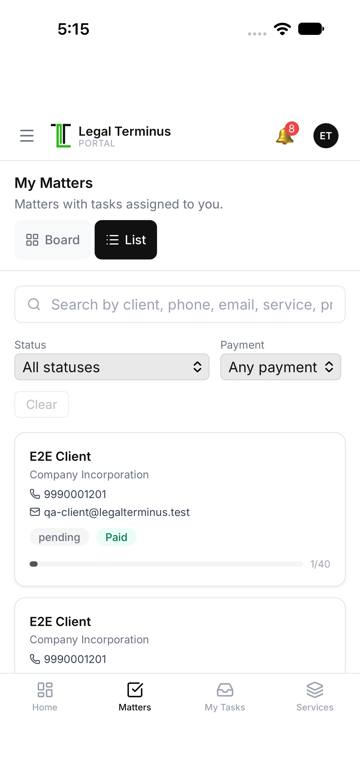 5:15
Legal Terminus
PORTAL
8
ET
My Matters
Matters with tasks assigned to you.
Board
List
Search by client, phone, email, service, pr
Status
Payment
All statuses
Any payment
Clear
E2E Client
Company Incorporation
9990001201
qa-client@legalterminus.test
pending
Paid
1/40
E2E Client
Company Incorporation
9990001201
Home
Matters
My Tasks
Services